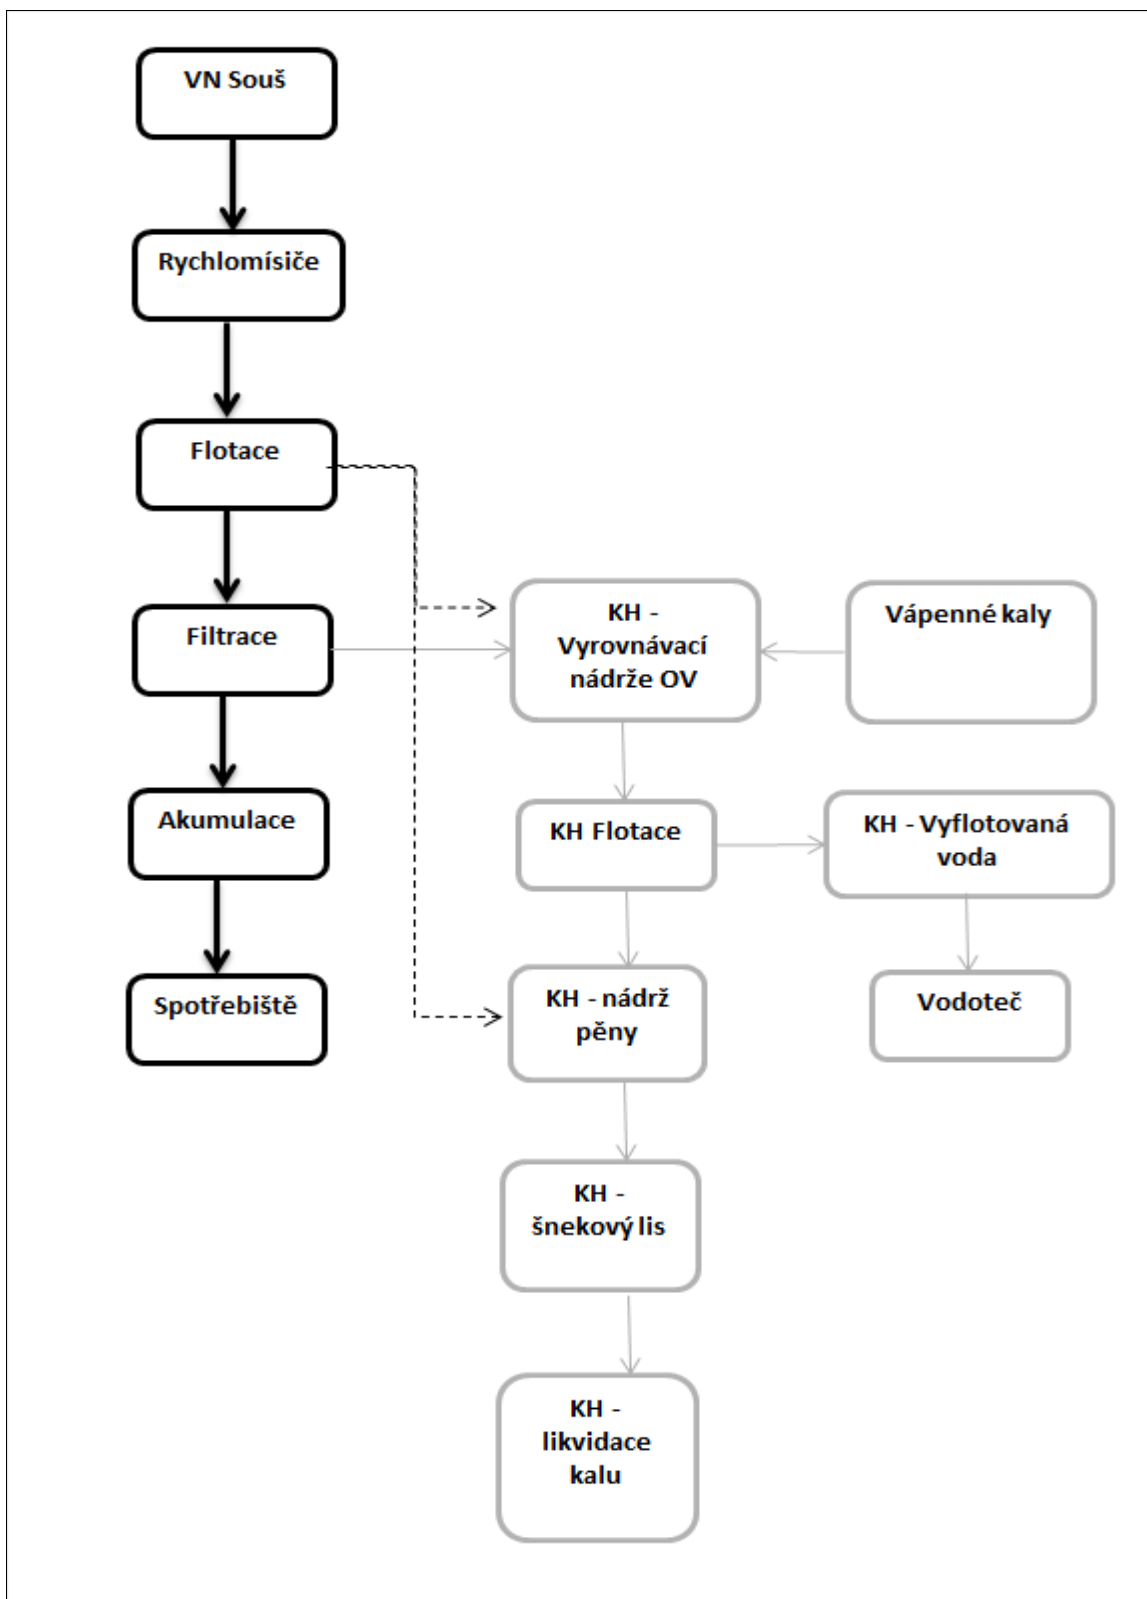 VN Souš
Rychlomísiče
Flotace
Filtrace
Akumulace
Spotřebiště
KH -
Vyrovnávací
nádrže OV
Vápenné kaly
KH Flotace
KH - Vyflotovaná
voda
KH - nádrž
pěny
Vodoteč
KH -
šnekový lis
KH -
likvidace
kalu